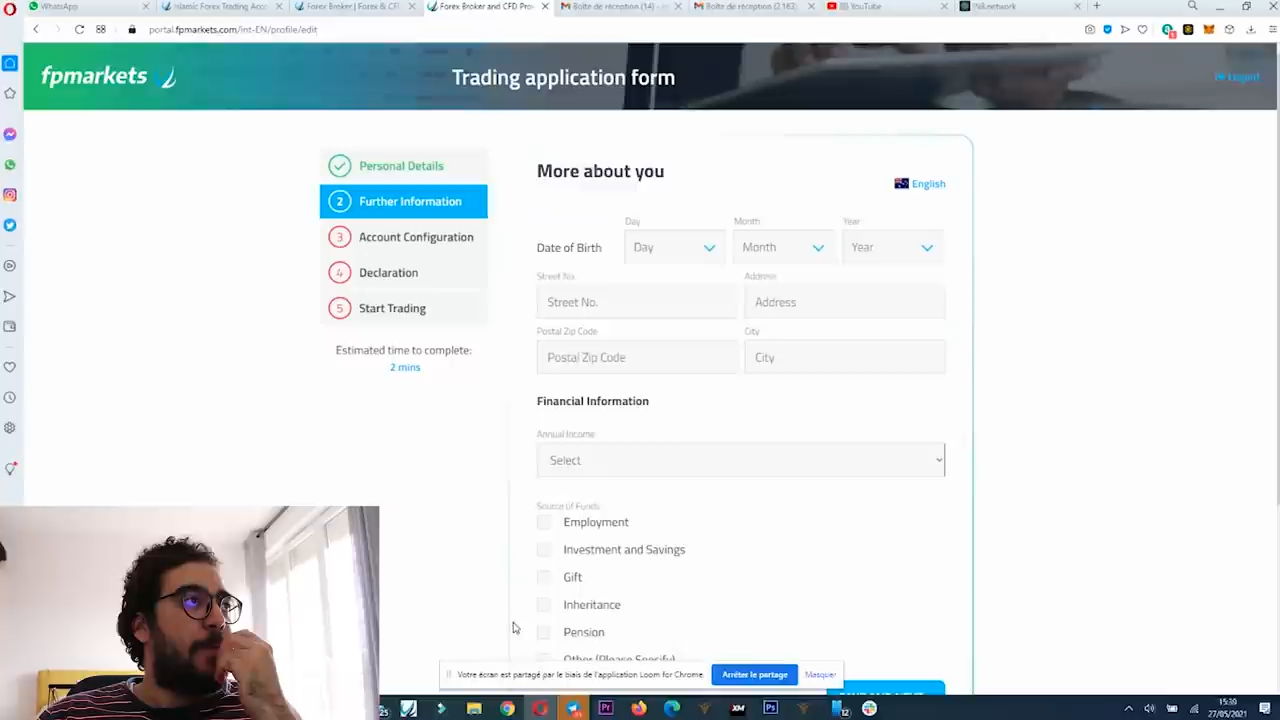 WhatsApp
Islamic Forex Trading Acco
Forex Broker | Forex & CF
Forex Broker and CFD Pro
Boîte de réception (14) - m
Boîte de réception (2 163)
YouTube
portal.fpmarkets.com/int-EN/profile/edit
fpmarkets
Trading application form
Logout
Personal Details
2 Further Information
3 Account Configuration
4 Declaration
5 Start Trading
Estimated time to complete:
2 mins
More about you
English
Day
Month
Year
Date of Birth
Day
Month
Year
Street No.
Address
Street No.
Address
Postal Zip Code
City
Postal Zip Code
City
Financial Information
Annual Income
Select
Source of Funds
Employment
Investment and Savings
Gift
Inheritance
Pension
Other (Please Specify)
Votre écran est partagé par le biais de l'application Loom for Chrome.
Arrêter le partage
Masquer
15:39
27/05/2021